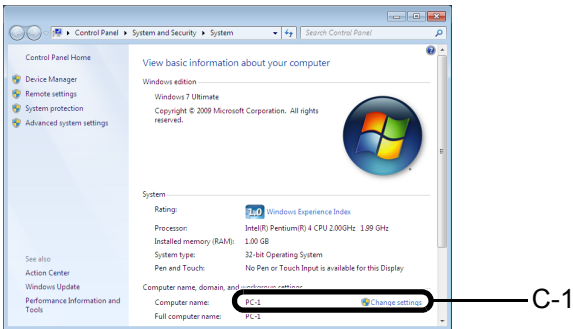 Control Panel System and Security System Search Control Panel
Control Panel Home
Device Manager
Remote settings
System protection
Advanced system settings
See also
Action Center
Windows Update
Performance Information and
Tools
View basic information about your computer
Windows edition
Windows 7 Ultimate
Copyright © 2009 Microsoft Corporation. All rights
reserved.
System
Rating: 1,0 Windows Experience Index
Processor: Intel(R) Pentium(R) 4 CPU 2.00GHz 1.99 GHz
Installed memory (RAM): 1.00 GB
System type: 32-bit Operating System
Pen and Touch: No Pen or Touch Input is available for this Display
Computer name, domain, and workgroup settings
Computer name: PC-1 Change settings
Full computer name: PC-1
C-1